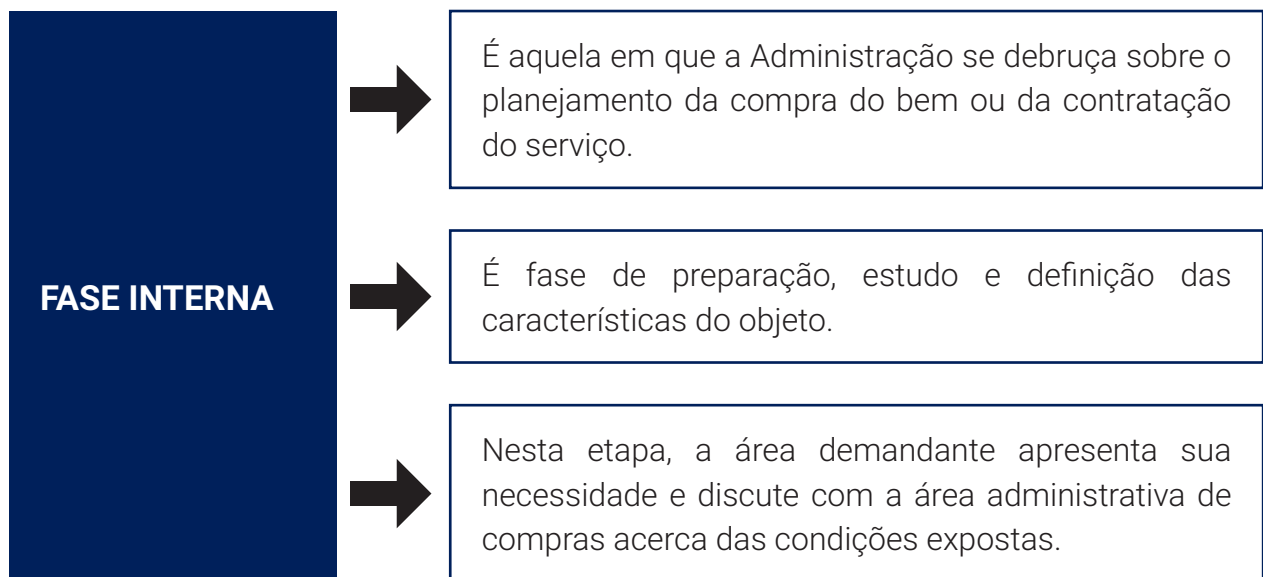 FASE INTERNA
É aquela em que a Administração se debruça sobre o
planejamento da compra do bem ou da contratação
do serviço.
É fase de preparação, estudo e definição das
características do objeto.
Nesta etapa, a área demandante apresenta sua
necessidade e discute com a área administrativa de
compras acerca das condições expostas.